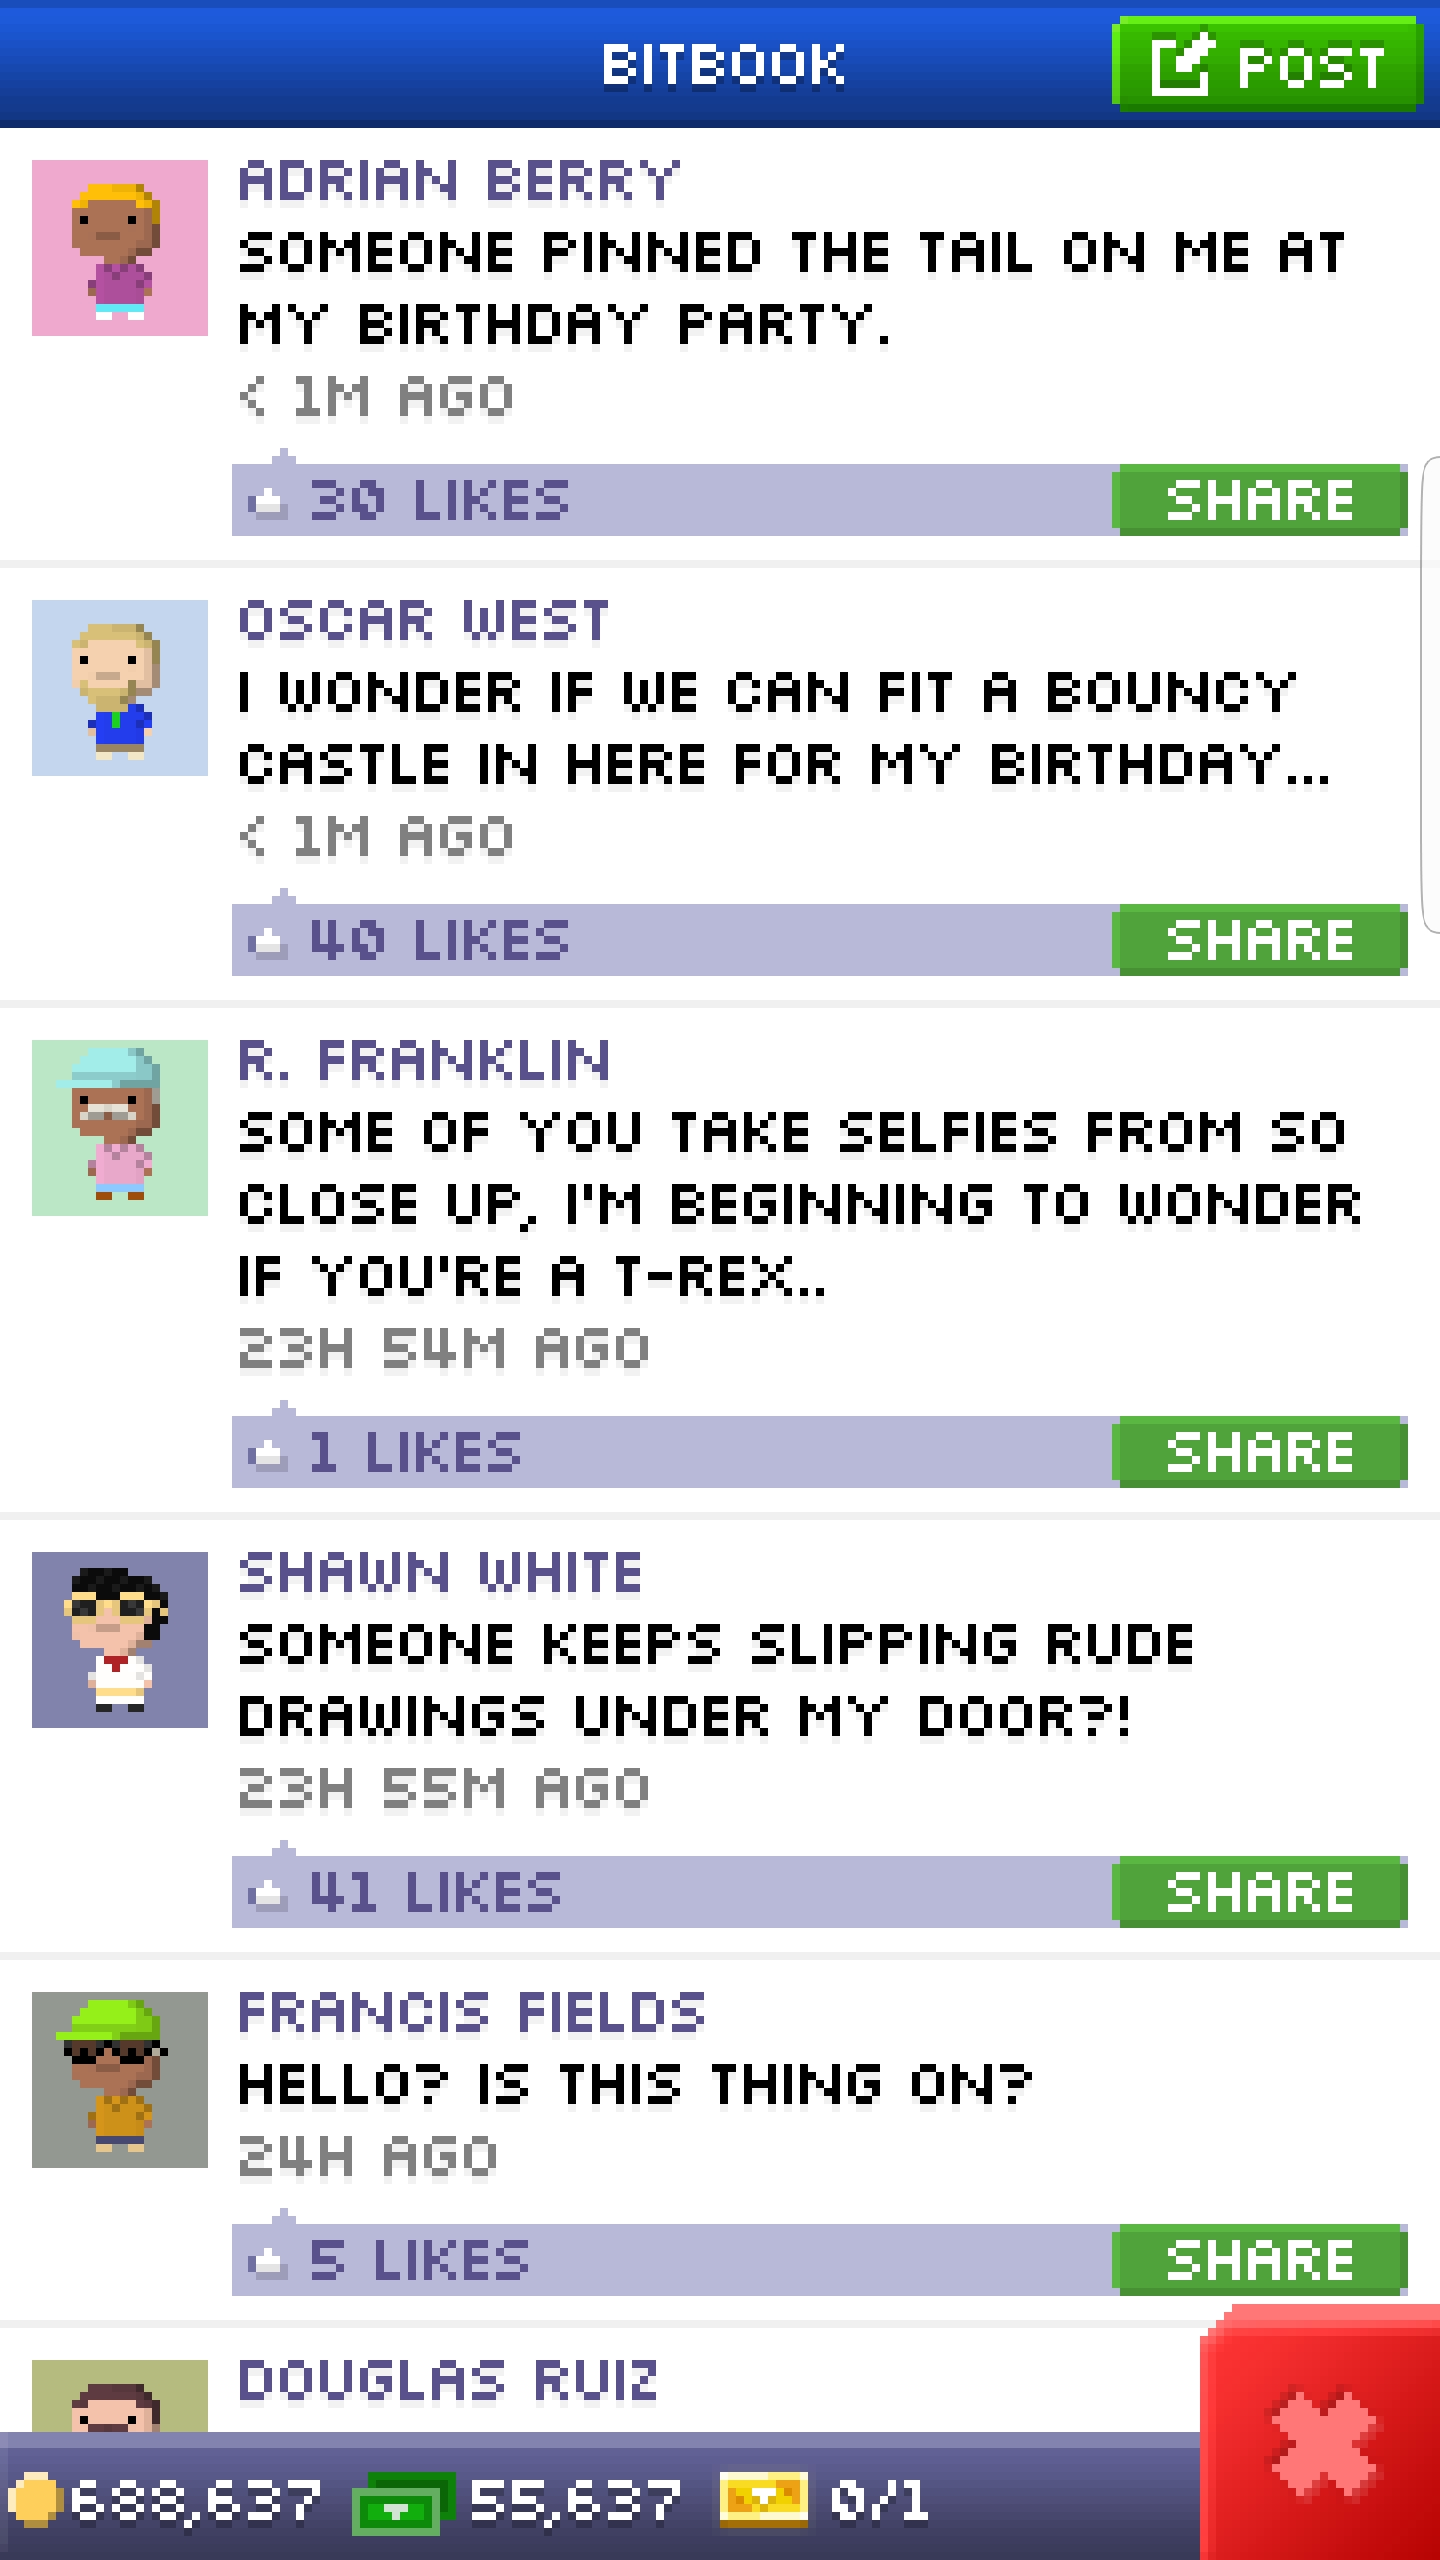 BITBOOK
POST
ADRIAN BERRY
SOMEONE PINNED THE TAIL ON ME AT
MY BIRTHDAY PARTY.
< 1M AGO
30 LIKES
SHARE
OSCAR WEST
I WONDER IF WE CAN FIT A BOUNCY
CASTLE IN HERE FOR MY BIRTHDAY...
< 1M AGO
40 LIKES
SHARE
R. FRANKLIN
SOME OF YOU TAKE SELFIES FROM SO
CLOSE UP, I'M BEGINNING TO WONDER
IF YOU'RE A T-REX..
23H 54M AGO
1 LIKES
SHARE
SHAWN WHITE
SOMEONE KEEPS SLIPPING RUDE
DRAWINGS UNDER MY DOOR?!
23H 55M AGO
41 LIKES
SHARE
FRANCIS FIELDS
HELLO? IS THIS THING ON?
24H AGO
5 LIKES
SHARE
DOUGLAS RUIZ
688,637 55,637 0/1